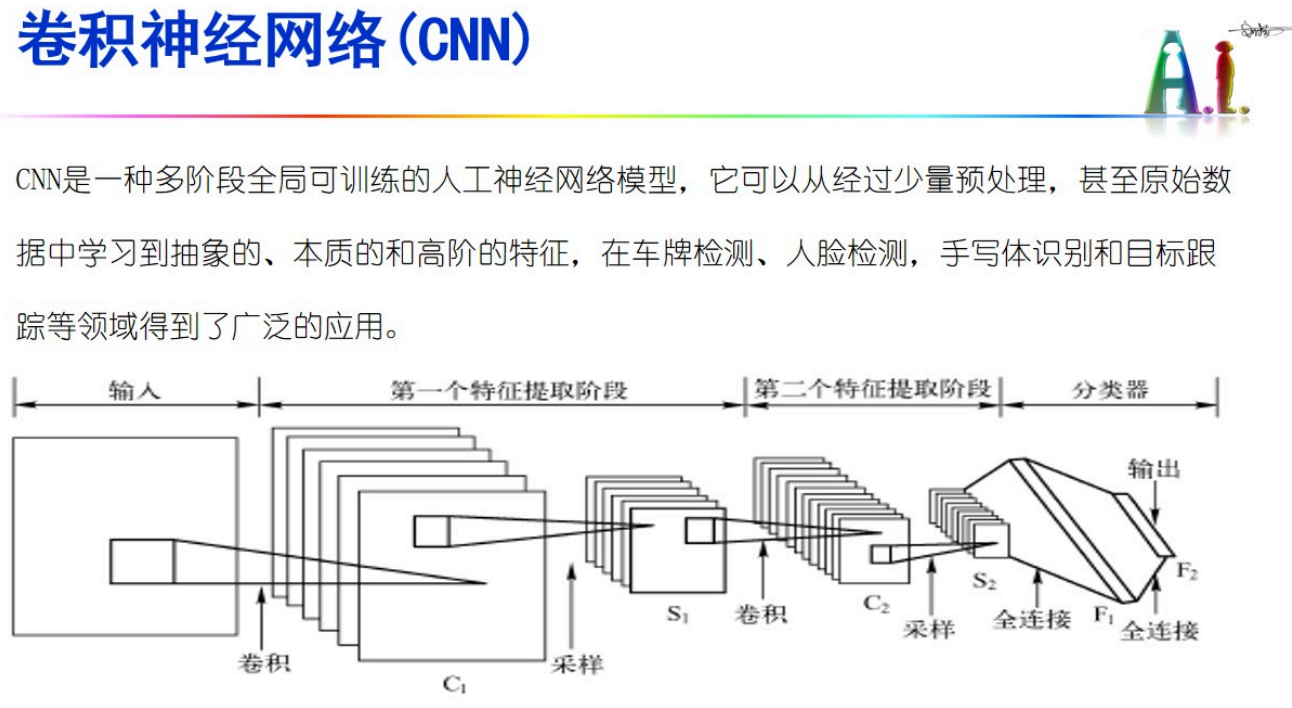 卷积神经网络(CNN)
A.I.
CNN是一种多阶段全局可训练的人工神经网络模型，它可以从经过少量预处理，甚至原始数
据中学习到抽象的、本质的和高阶的特征，在车牌检测、人脸检测，手写体识别和目标跟
踪等领域得到了广泛的应用。
输入 第一个特征提取阶段 第二个特征提取阶段 分类器
输出
F₂
S₂
C₂
S₁ 卷积 采样 全连接 F₁ 全连接
卷积 采样
C₁